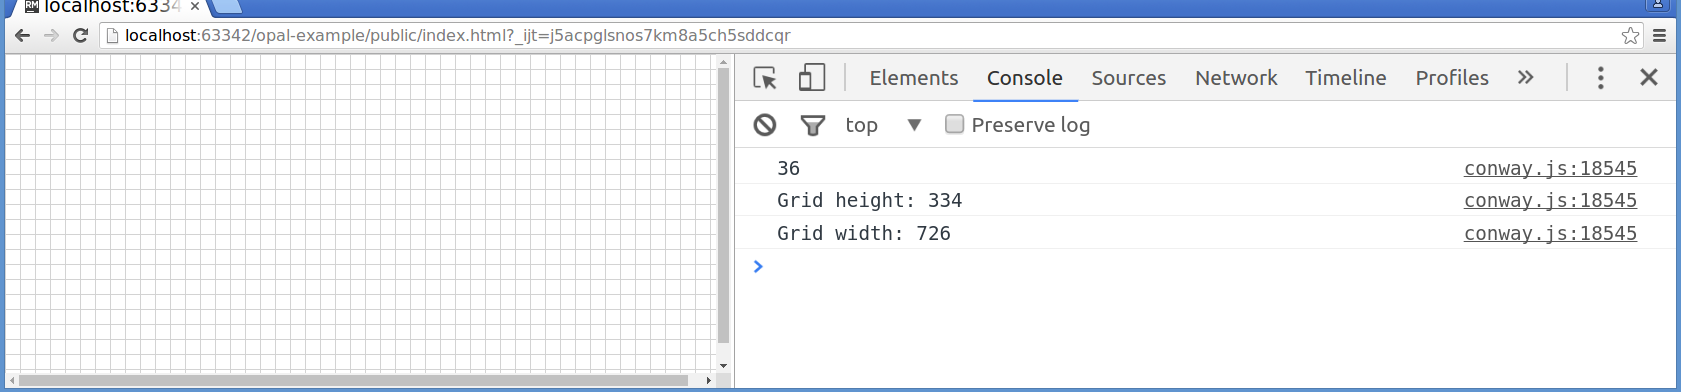 RM localhost:6334 ×
localhost:63342/opal-example/public/index.html?_ijt=j5acpglsnos7km8a5ch5sddcqr
Elements Console Sources Network Timeline Profiles »
top ▼ Preserve log
36 conway.js:18545
Grid height: 334 conway.js:18545
Grid width: 726 conway.js:18545
>